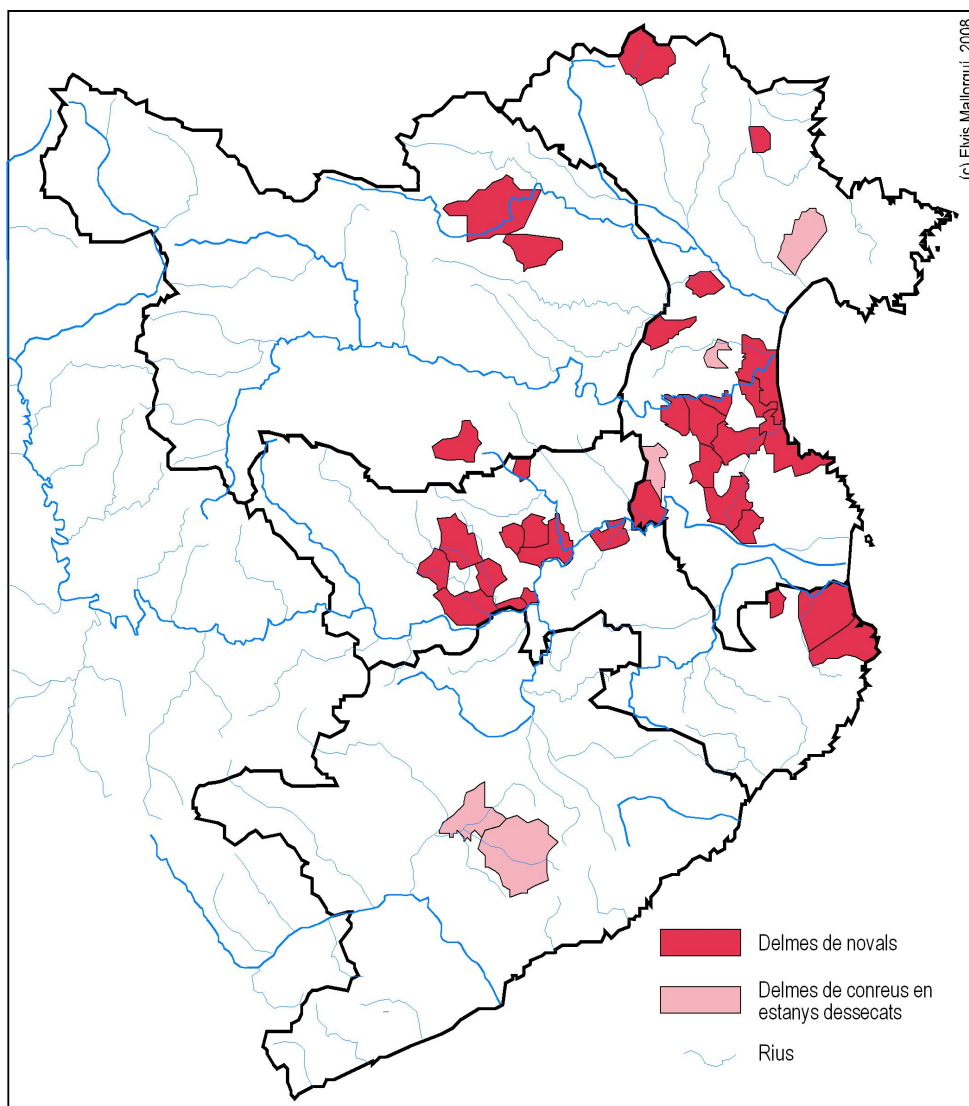 (c) Elvis Mallorquí, 2008
Delmes de novals
Delmes de conreus en
estanys dessecats
Rius